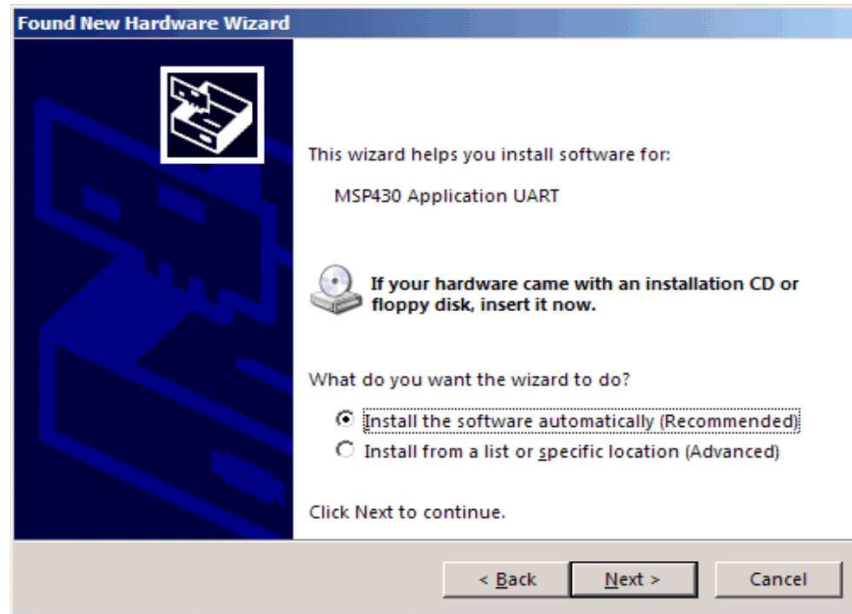 Found New Hardware Wizard
This wizard helps you install software for:
MSP430 Application UART
If your hardware came with an installation CD or
floppy disk, insert it now.
What do you want the wizard to do?
Install the software automatically (Recommended)
Install from a list or specific location (Advanced)
Click Next to continue.
< Back
Next >
Cancel